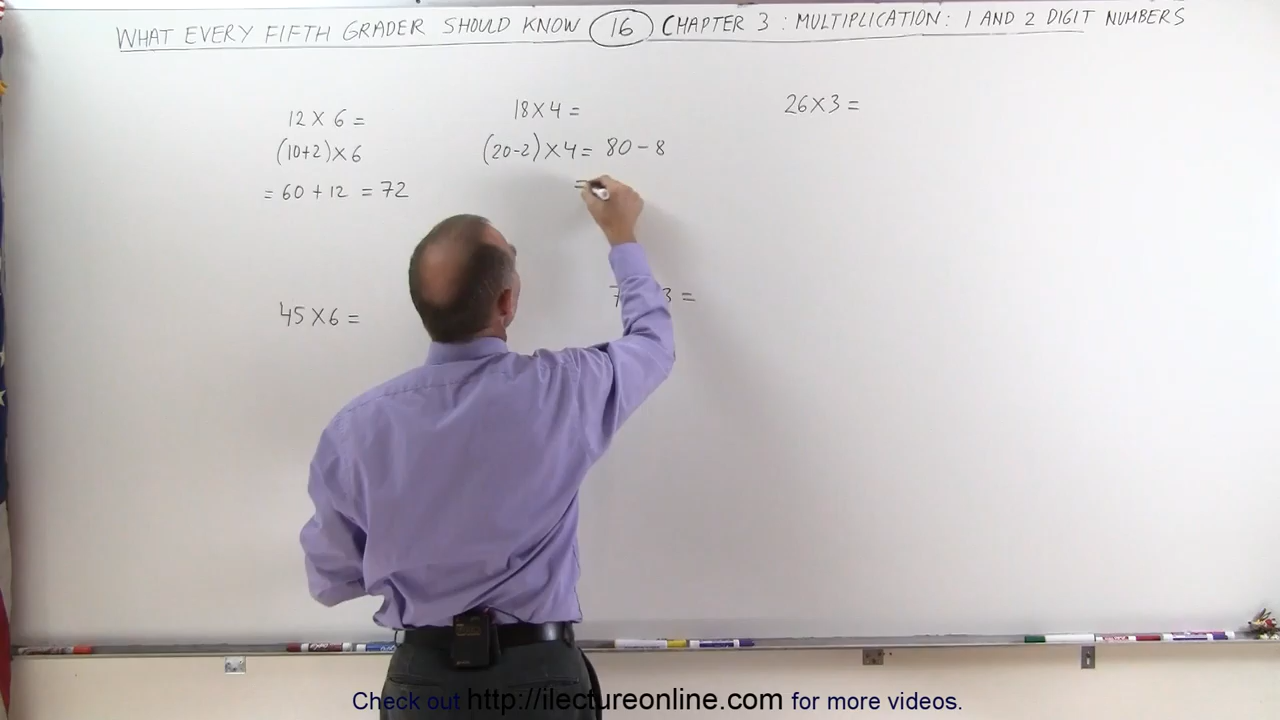 WHAT EVERY FIFTH GRADER SHOULD KNOW 16 CHAPTER 3 : MULTIPLICATION : 1 AND 2 DIGIT NUMBERS
12 X 6 =
(10+2) X 6
= 60 + 12 = 72
18 X 4 =
(20-2) X 4 = 80 - 8
=
26 X 3 =
45 X 6 =
7 3 =
Check out http://ilectureonline.com for more videos.